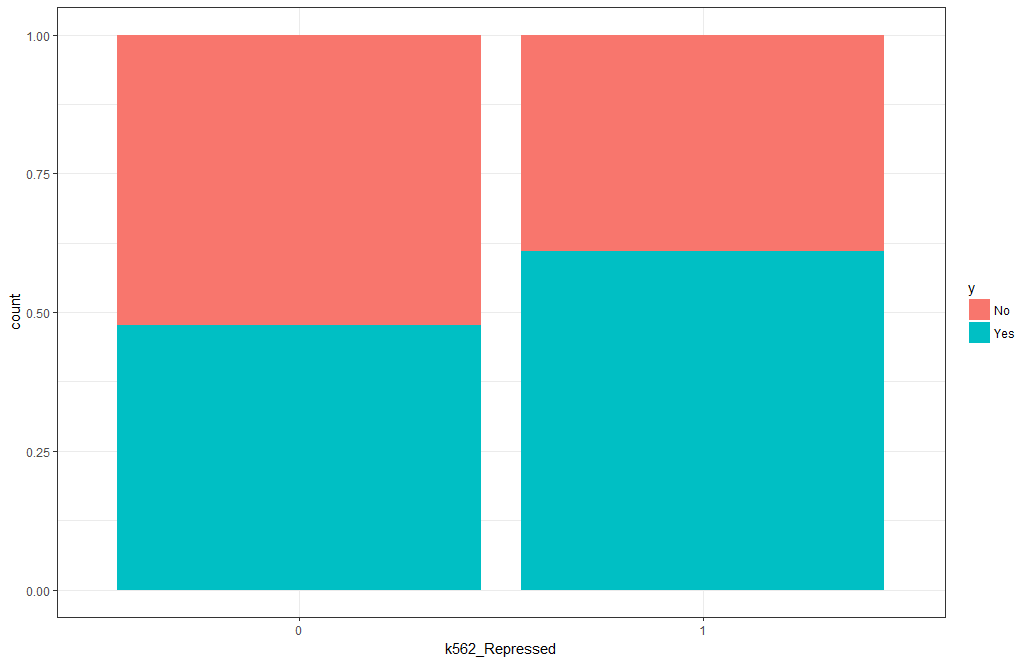 1.00
0.75
0.50
0.25
0.00
count
0
1
k562_Repressed
y
No
Yes